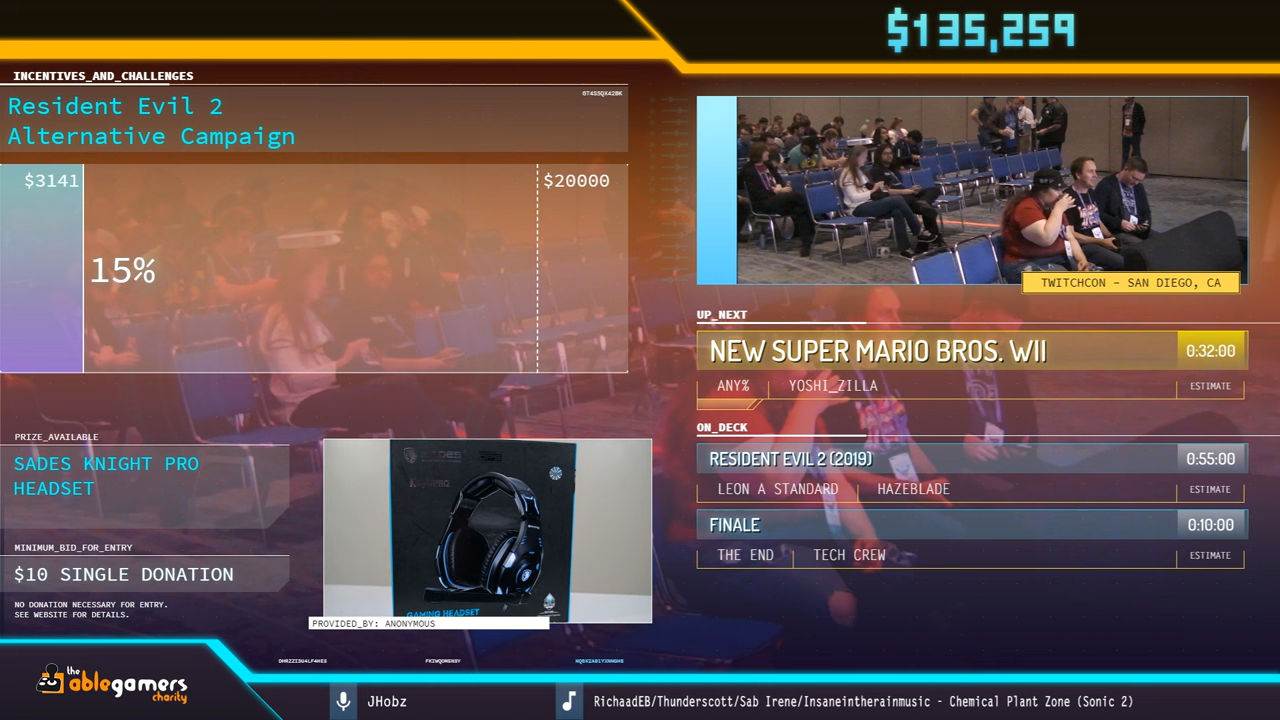 $135,259
INCENTIVES_AND_CHALLENGES
Resident Evil 2
Alternative Campaign
$3141
$20000
15%
TWITCHCON - SAN DIEGO, CA
UP_NEXT
NEW SUPER MARIO BROS. WII
0:32:00
ANY%
YOSHI_ZILLA
ESTIMATE
ON_DECK
RESIDENT EVIL 2 (2019)
0:55:00
LEON A STANDARD
HAZEBLADE
ESTIMATE
FINALE
0:10:00
THE END
TECH CREW
ESTIMATE
PRIZE_AVAILABLE
SADES KNIGHT PRO
HEADSET
MINIMUM_BID_FOR_ENTRY
$10 SINGLE DONATION
NO DONATION NECESSARY FOR ENTRY.
SEE WEBSITE FOR DETAILS.
GAMING HEADSET
PROVIDED_BY: ANONYMOUS
the
ablegamers
charity
JHobz
RichaadEB/Thunderscott/Sab Irene/Insaneintherainmusic - Chemical Plant Zone (Sonic 2)